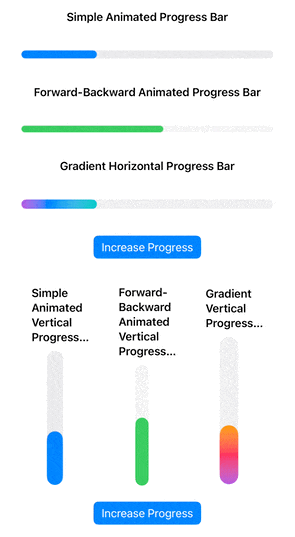 Simple Animated Progress Bar
Forward-Backward Animated Progress Bar
Gradient Horizontal Progress Bar
Increase Progress
Simple
Animated
Vertical
Progress...
Forward-
Backward
Animated
Vertical
Progress...
Gradient
Vertical
Progress...
Increase Progress